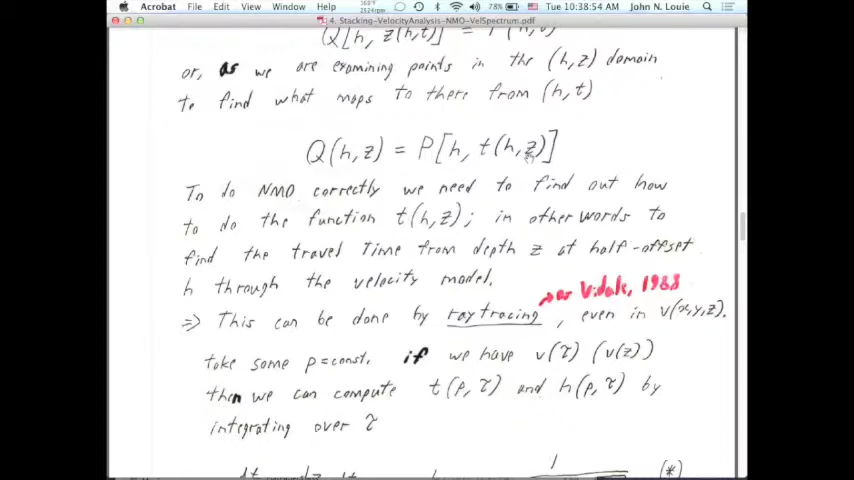 Acrobat File Edit View Window Help 78% Tue 10:38:54 AM John N. Louie
4. Stacking-VelocityAnalysis-NMO-VelSpectrum.pdf
Q[h, z(h,t)] =
or, as we are examining points in the (h,z) domain
to find what maps to there from (h,t)
Q(h,z) = P[h, t(h,z)]
To do NMO correctly we need to find out how
to do the function t(h,z); in other words to
find the travel time from depth z at half-offset
h through the velocity model.
→ or Vidale, 1988
⇒ This can be done by raytracing, even in v(x,y,z).
take some p=const. if we have v(τ) (v(z))
then we can compute t(p,τ) and h(p,τ) by
integrating over τ
1 (*)